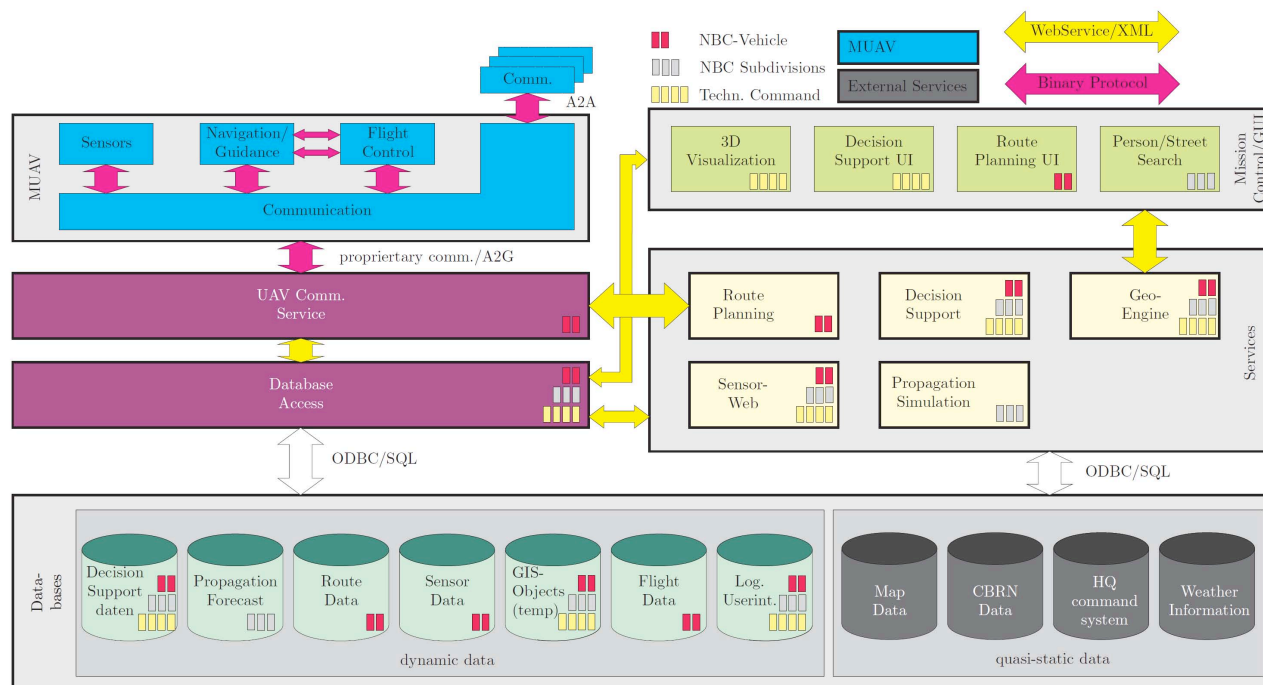 NBC-Vehicle
NBC Subdivisions
Techn. Command
MUAV
External Services
WebService/XML
Binary Protocol
Comm.
A2A
MUAV
Sensors
Navigation/
Guidance
Flight
Control
Communication
propriertary comm./A2G
3D
Visualization
Decision
Support UI
Route
Planning UI
Person/Street
Search
Mission
Control/GUI
UAV Comm.
Service
Database
Access
Route
Planning
Decision
Support
Geo-
Engine
Sensor-
Web
Propagation
Simulation
Services
ODBC/SQL
ODBC/SQL
Data-
bases
Decision
Support
daten
Propagation
Forecast
Route
Data
Sensor
Data
GIS-
Objects
(temp)
Flight
Data
Log.
Userint.
dynamic data
Map
Data
CBRN
Data
HQ
command
system
Weather
Information
quasi-static data